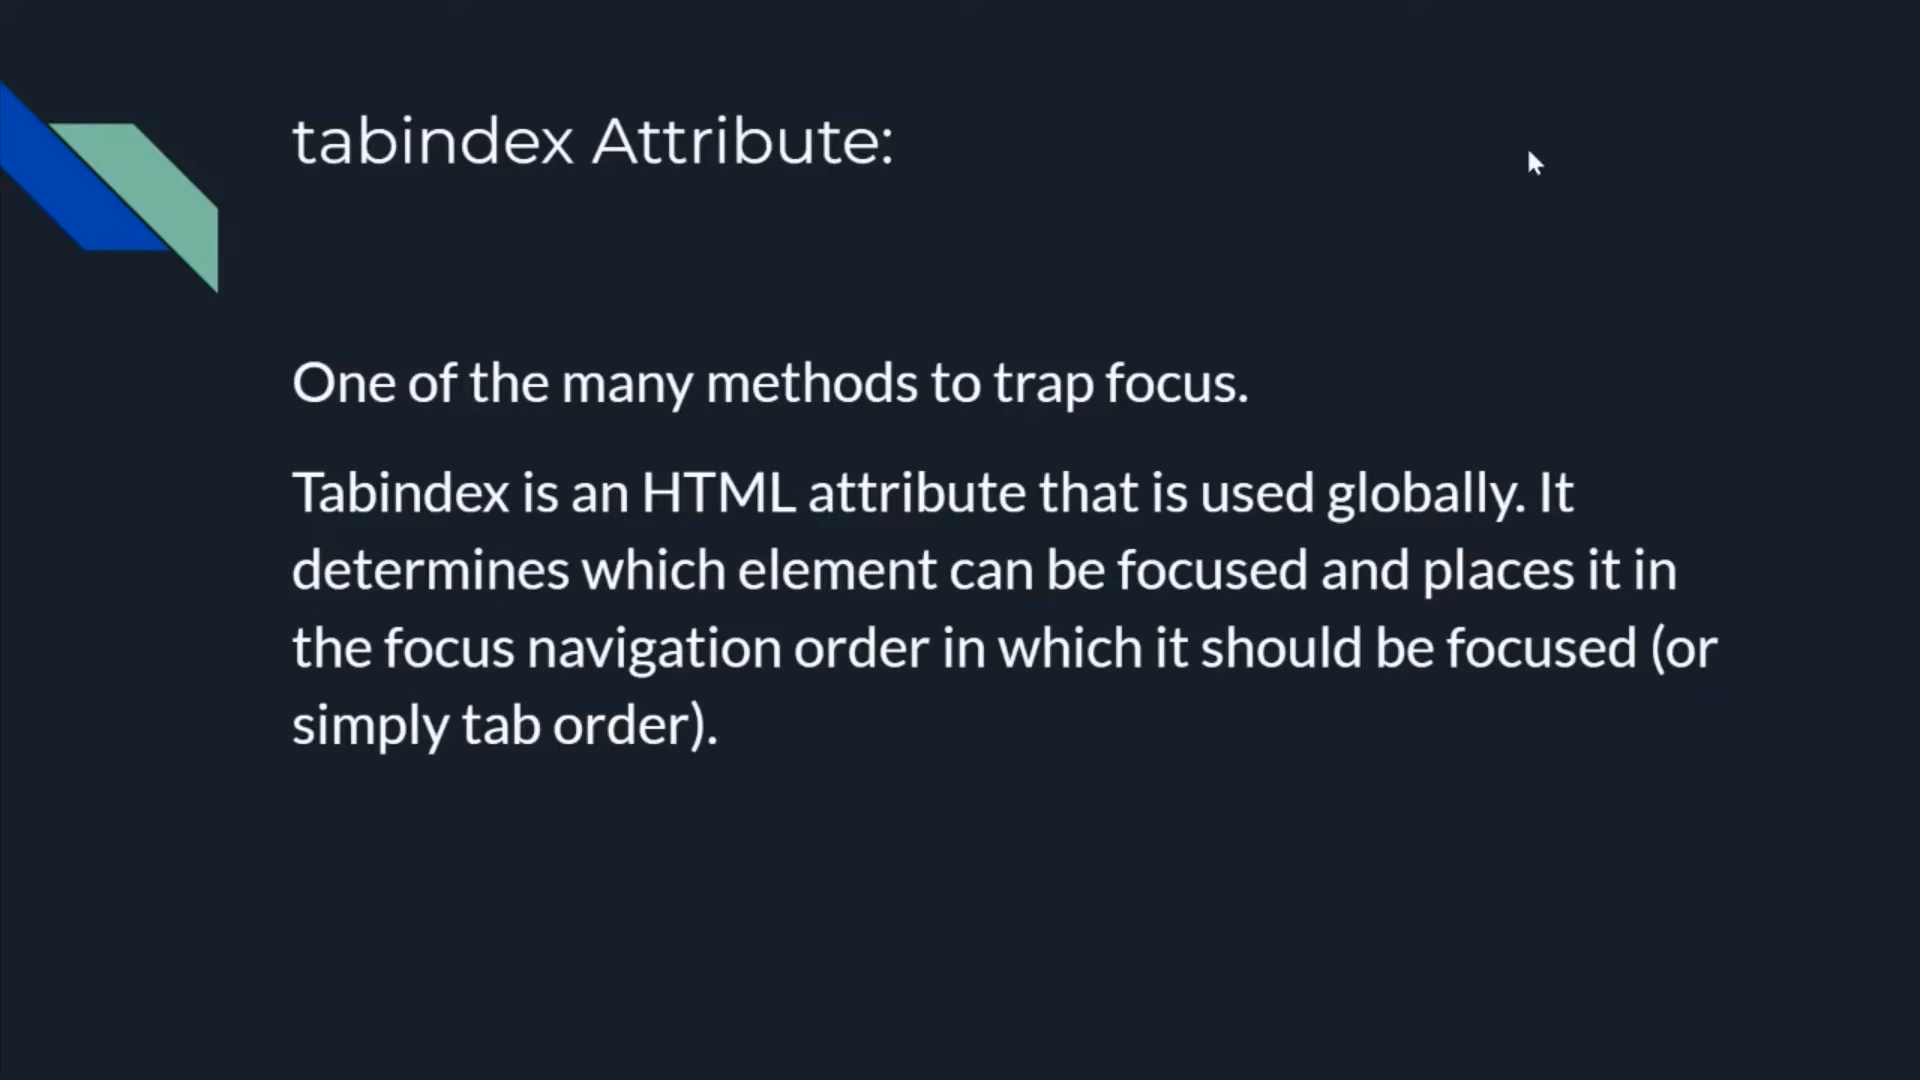 tabindex Attribute:
One of the many methods to trap focus.
Tabindex is an HTML attribute that is used globally. It
determines which element can be focused and places it in
the focus navigation order in which it should be focused (or
simply tab order).